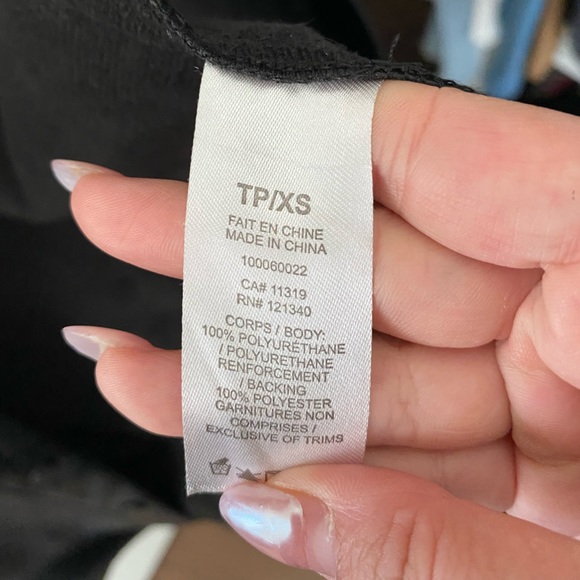 TP/XS
FAIT EN CHINE
MADE IN CHINA
100060022
CA# 11319
RN# 121340
CORPS / BODY:
100% POLYURÉTHANE
/ POLYURETHANE
RENFORCEMENT
/ BACKING
100% POLYESTER
GARNITURES NON
COMPRISES /
EXCLUSIVE OF TRIMS